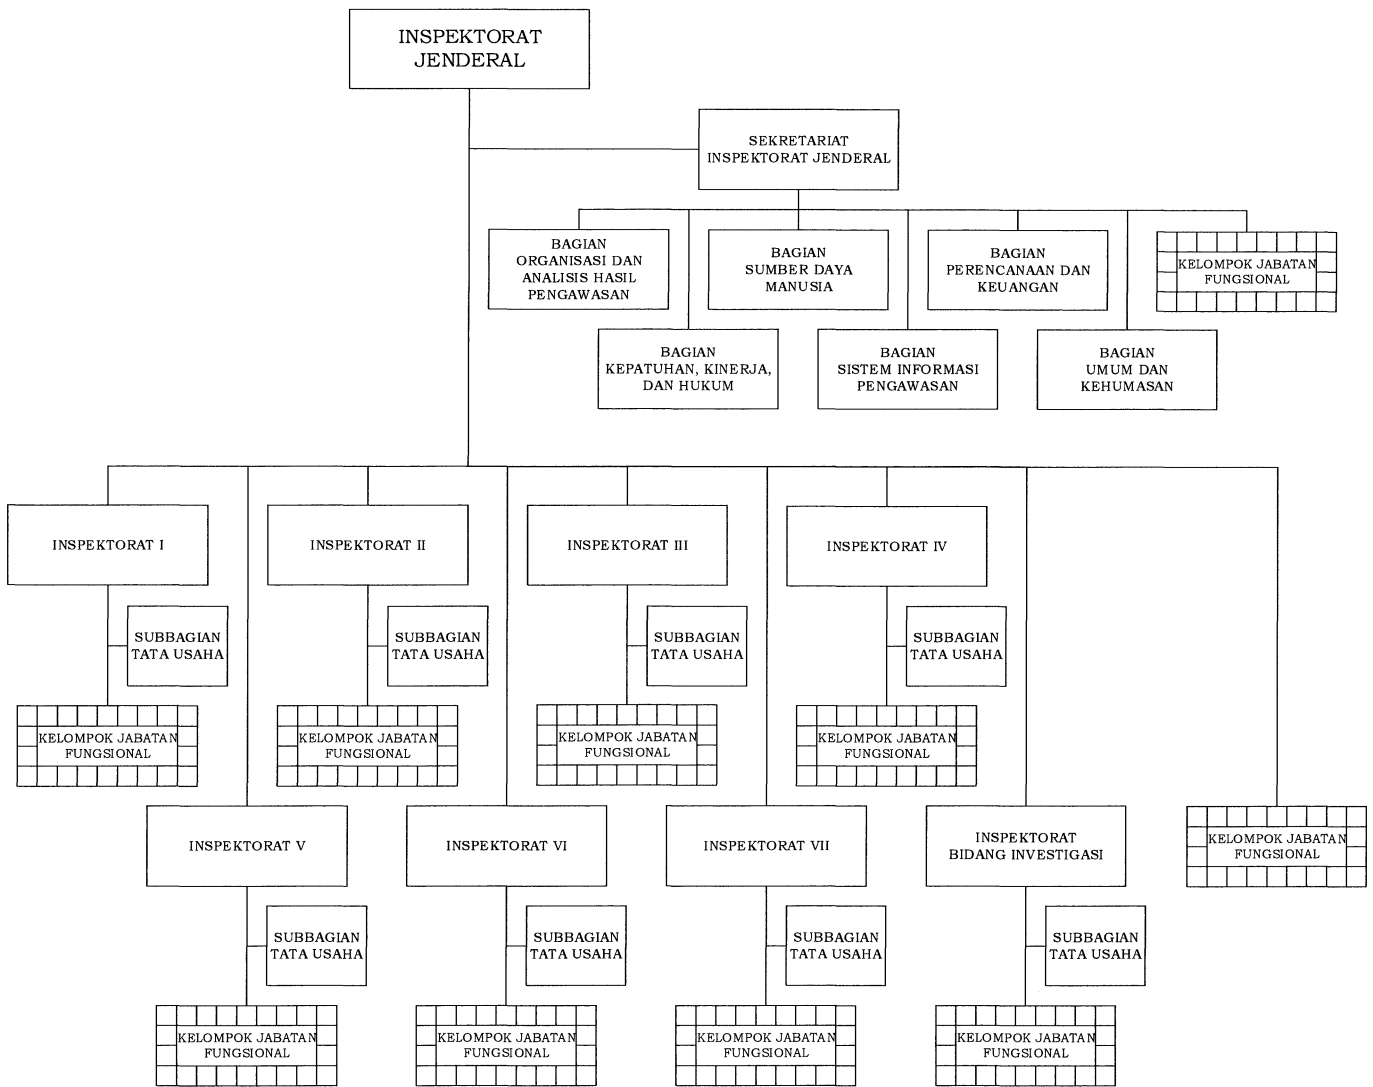 INSPEKTORAT
JENDERAL
SEKRETARIAT
INSPEKTORAT JENDERAL
BAGIAN
ORGANISASI DAN
ANALISIS HASIL
PENGAWASAN
BAGIAN
SUMBER DAYA
MANUSIA
BAGIAN
PERENCANAAN DAN
KEUANGAN
KELOMPOK JABATAN
FUNGSIONAL
BAGIAN
KEPATUHAN, KINERJA,
DAN HUKUM
BAGIAN
SISTEM INFORMASI
PENGAWASAN
BAGIAN
UMUM DAN
KEHUMASAN
INSPEKTORAT I
INSPEKTORAT II
INSPEKTORAT III
INSPEKTORAT IV
SUBBAGIAN
TATA USAHA
SUBBAGIAN
TATA USAHA
SUBBAGIAN
TATA USAHA
SUBBAGIAN
TATA USAHA
KELOMPOK JABATAN
FUNGSIONAL
KELOMPOK JABATAN
FUNGSIONAL
KELOMPOK JABATAN
FUNGSIONAL
KELOMPOK JABATAN
FUNGSIONAL
INSPEKTORAT V
INSPEKTORAT VI
INSPEKTORAT VII
INSPEKTORAT
BIDANG INVESTIGASI
KELOMPOK JABATAN
FUNGSIONAL
SUBBAGIAN
TATA USAHA
SUBBAGIAN
TATA USAHA
SUBBAGIAN
TATA USAHA
SUBBAGIAN
TATA USAHA
KELOMPOK JABATAN
FUNGSIONAL
KELOMPOK JABATAN
FUNGSIONAL
KELOMPOK JABATAN
FUNGSIONAL
KELOMPOK JABATAN
FUNGSIONAL